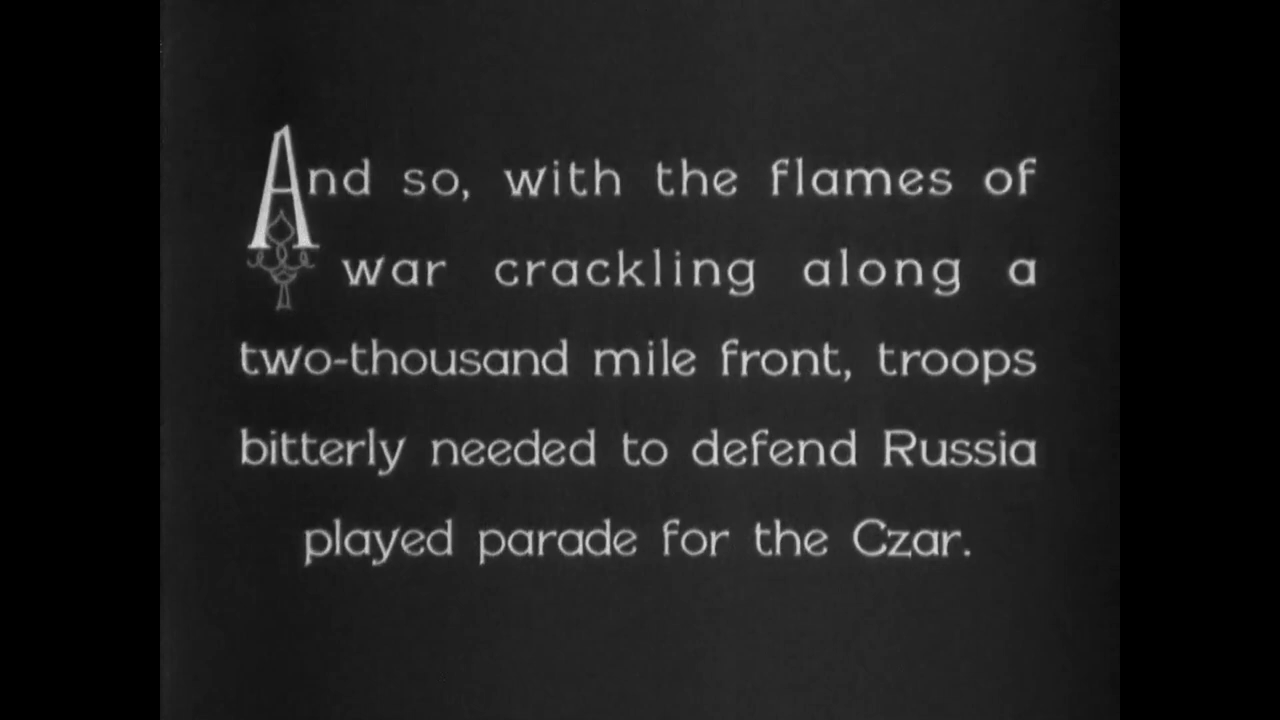 And so, with the flames of
war crackling along a
two-thousand mile front, troops
bitterly needed to defend Russia
played parade for the Czar.